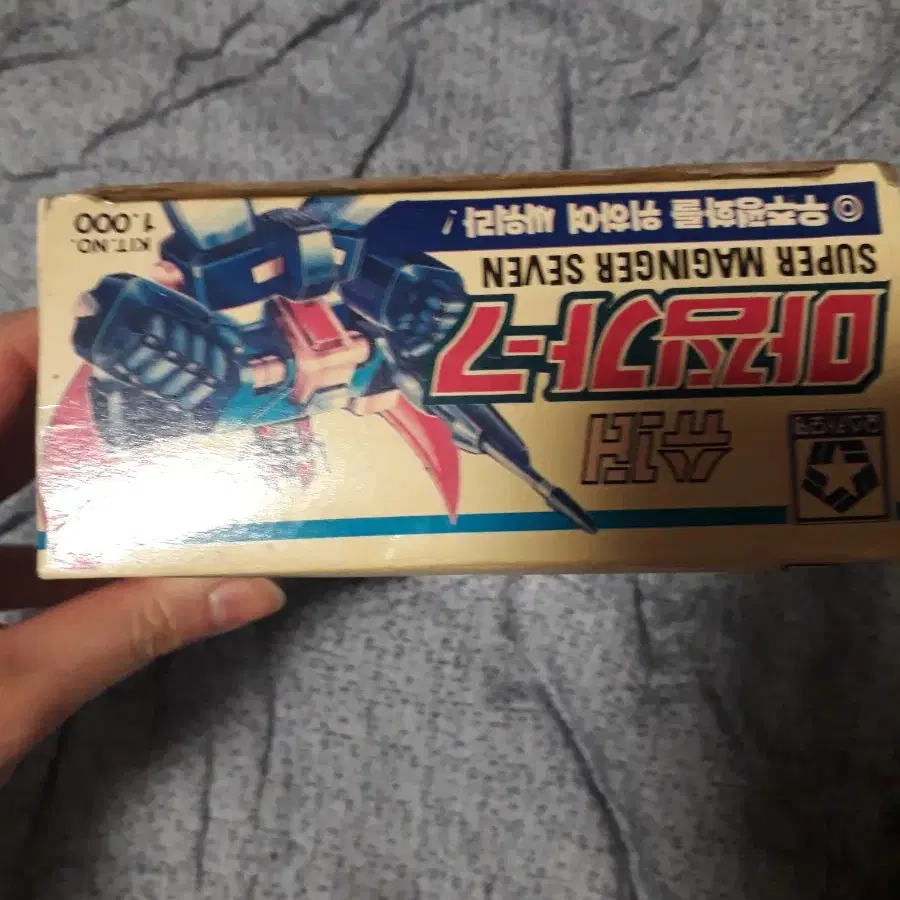 슈퍼
마징가-7
SUPER MAGINGER SEVEN
◎ 우주평화를 위하여 싸워라!
KIT.NO.
1.000